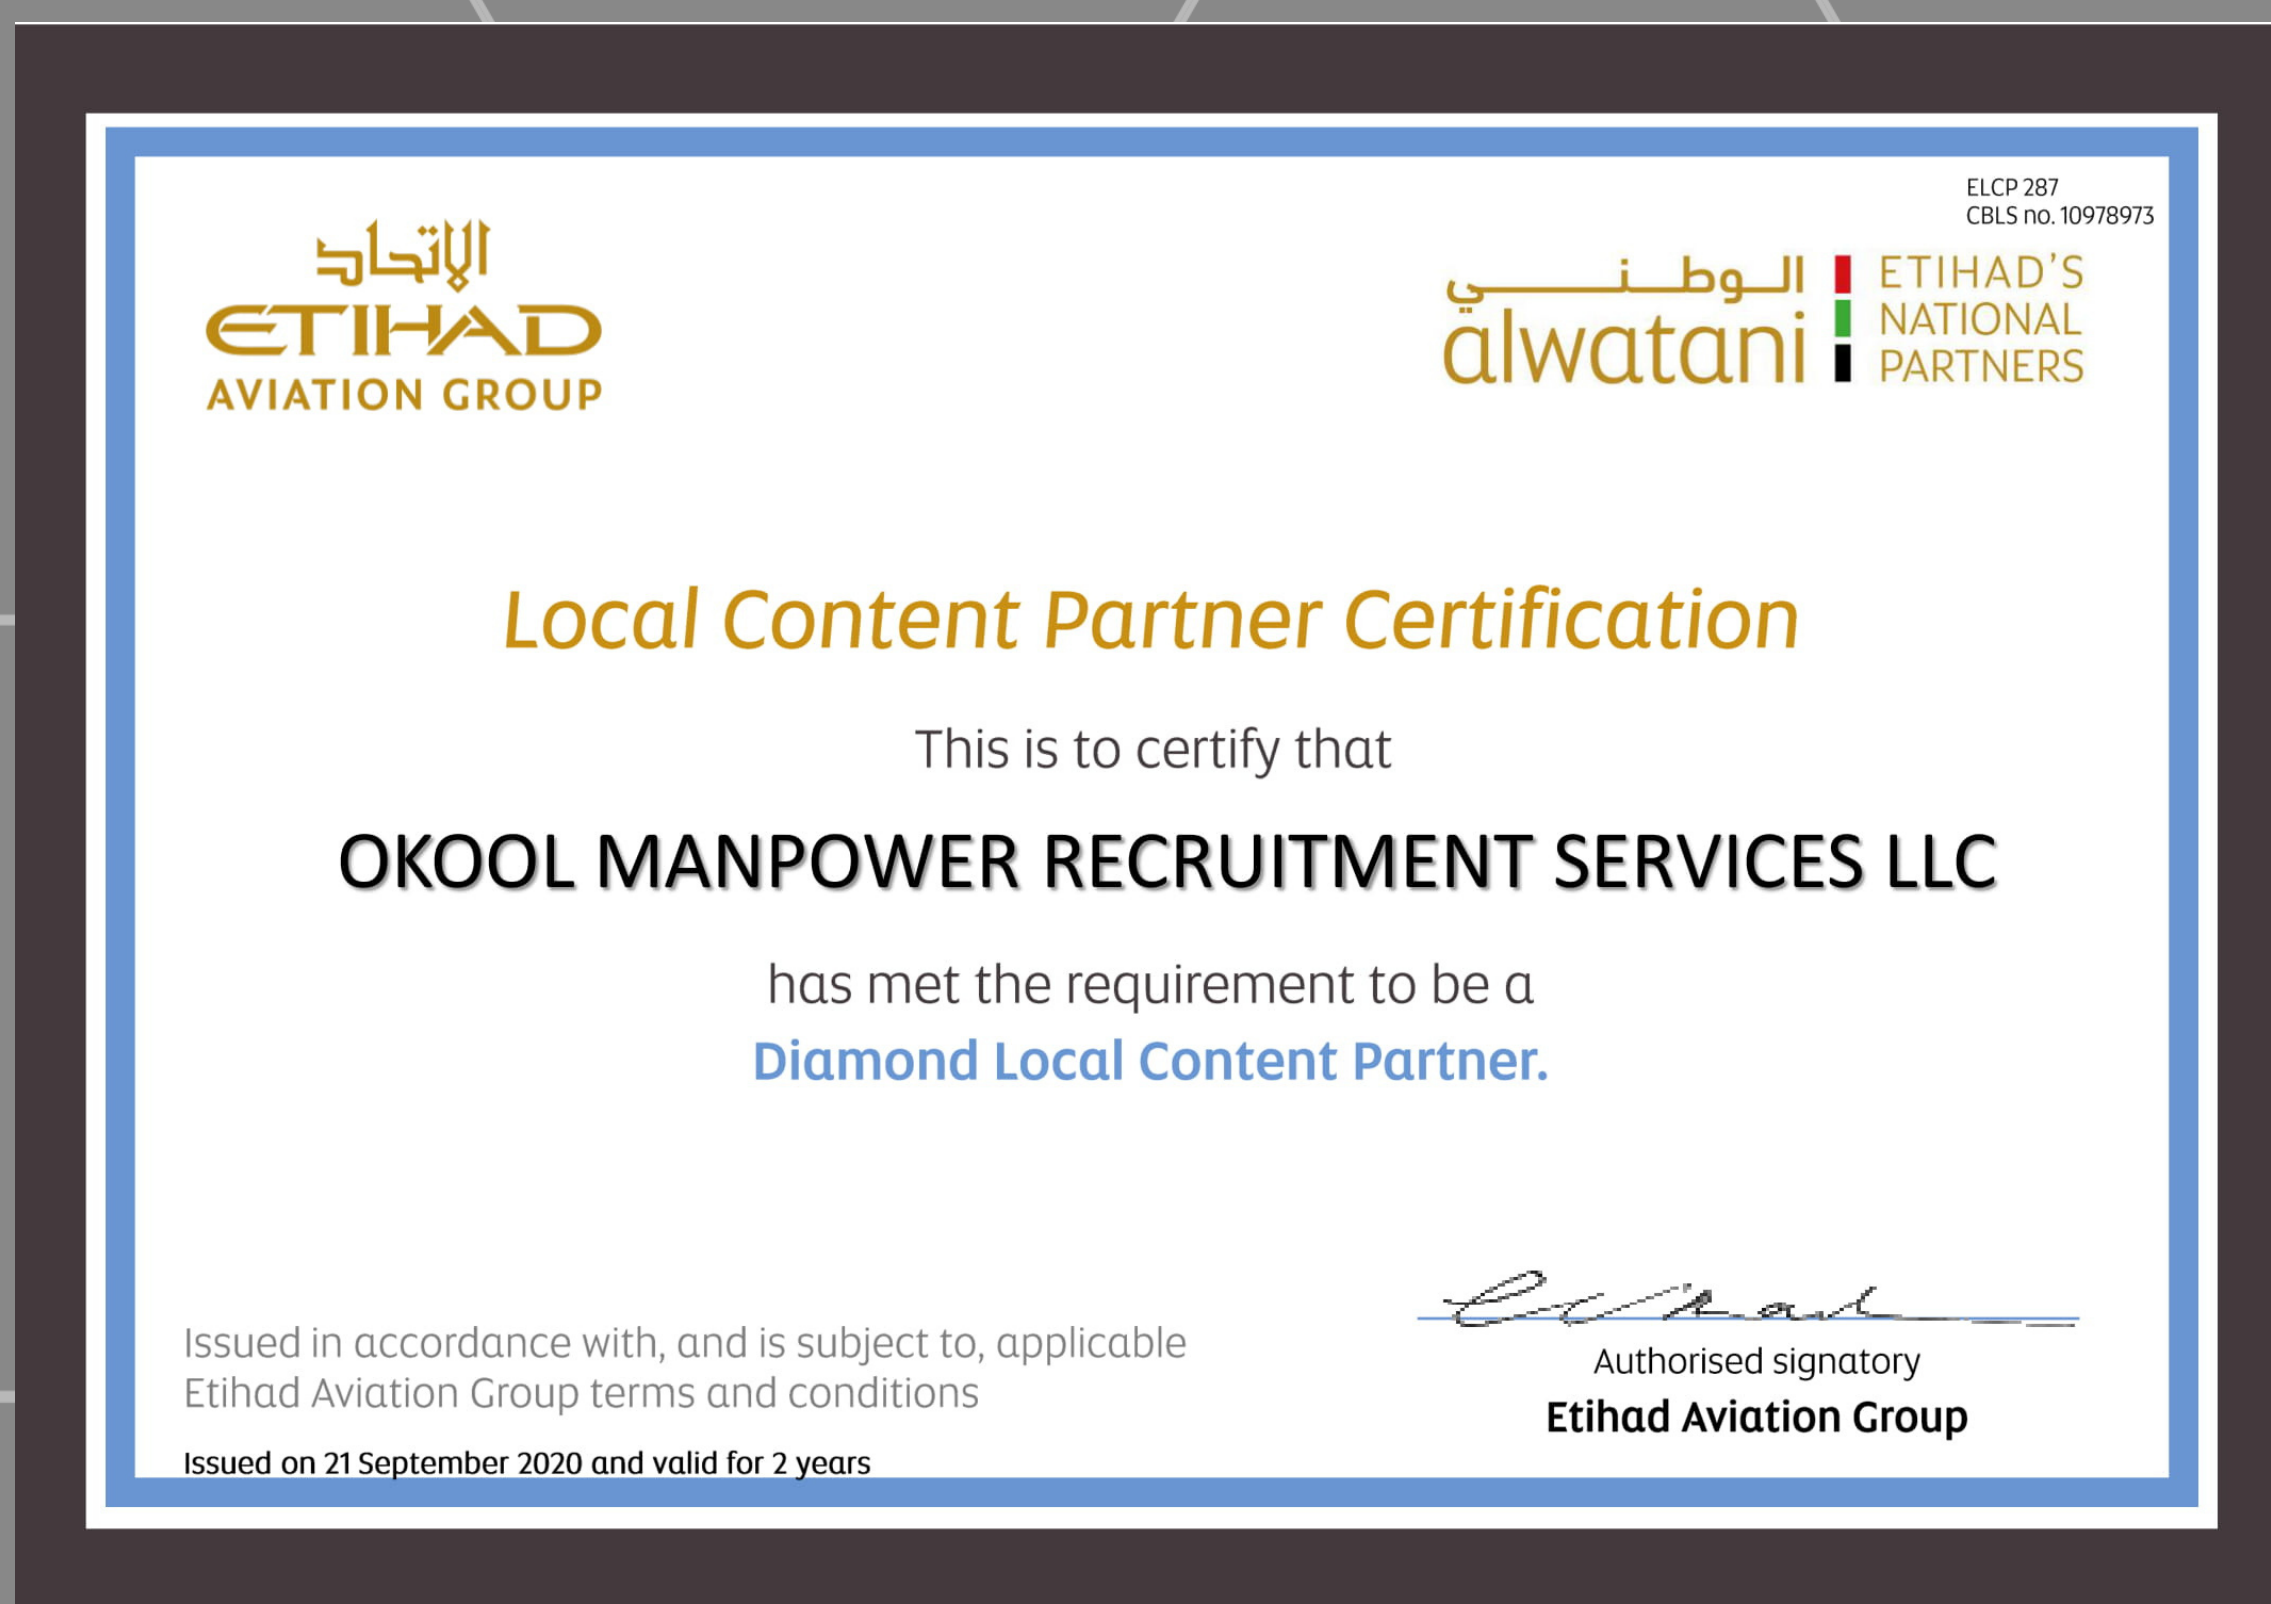 ELCP 287
CBLS no. 10978973
الإتحاد
ETIHAD
AVIATION GROUP
الوطني
alwatani
ETIHAD'S
NATIONAL
PARTNERS
Local Content Partner Certification
This is to certify that
OKOOL MANPOWER RECRUITMENT SERVICES LLC
has met the requirement to be a
Diamond Local Content Partner.
Issued in accordance with, and is subject to, applicable
Etihad Aviation Group terms and conditions
Issued on 21 September 2020 and valid for 2 years
Authorised signatory
Etihad Aviation Group